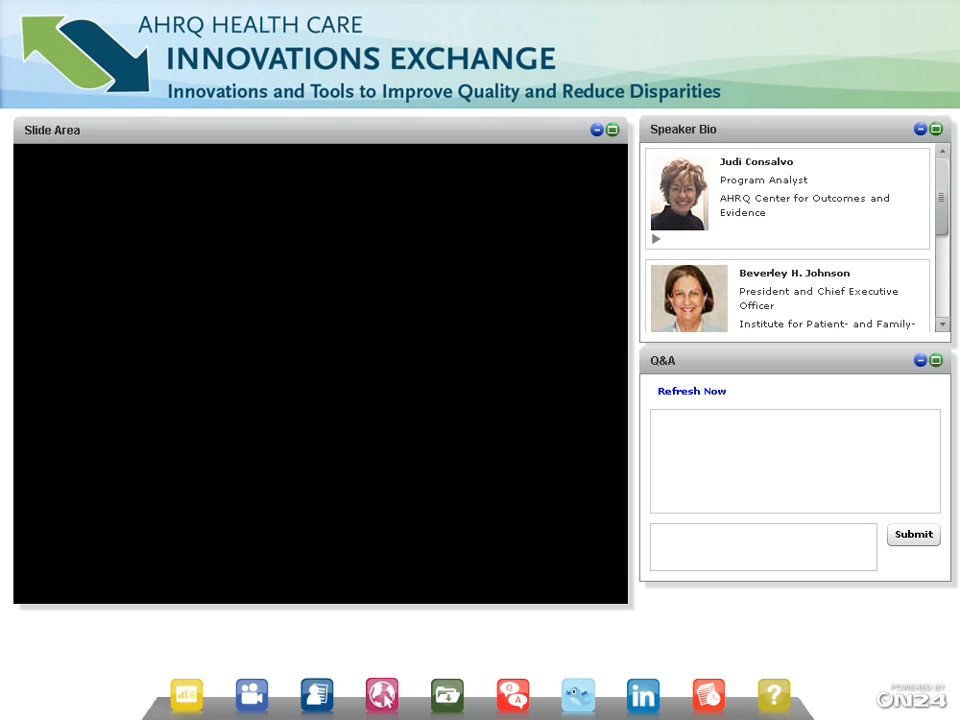 AHRQ HEALTH CARE
INNOVATIONS EXCHANGE
Innovations and Tools to Improve Quality and Reduce Disparities
Slide Area
Speaker Bio
Judi Consalvo
Program Analyst
AHRQ Center for Outcomes and
Evidence
Beverley H. Johnson
President and Chief Executive
Officer
Institute for Patient- and Family-
Q&A
Refresh Now
Submit
Q
A
in
?
POWERED BY
ON24